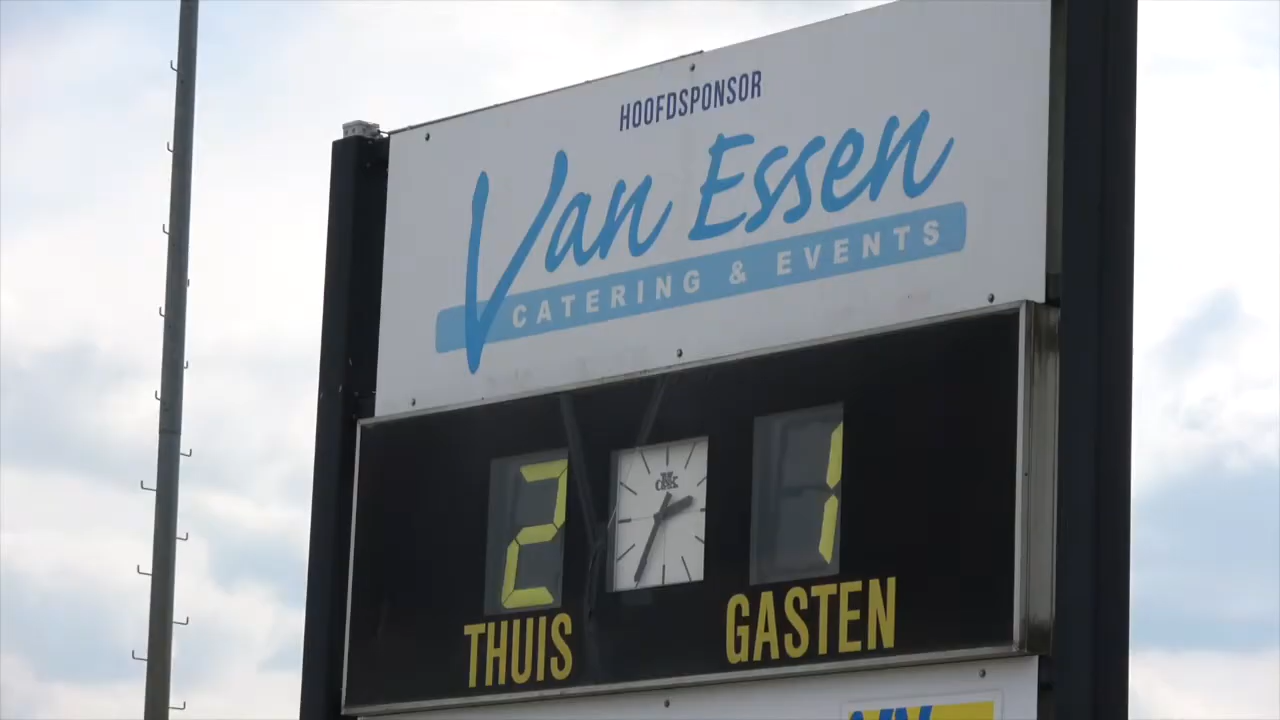 HOOFDSPONSOR
Van Essen
CATERING & EVENTS
2 1
THUIS GASTEN